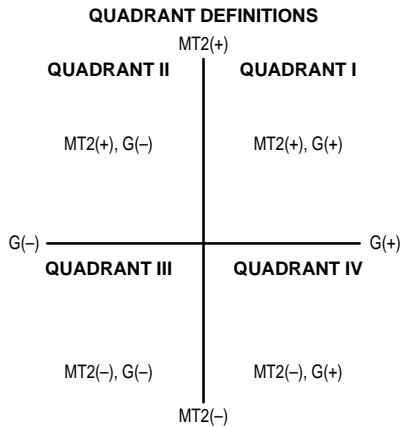 QUADRANT DEFINITIONS
MT2(+)
QUADRANT II QUADRANT I
MT2(+), G(–) MT2(+), G(+)
G(–) G(+)
QUADRANT III QUADRANT IV
MT2(–), G(–) MT2(–), G(+)
MT2(–)